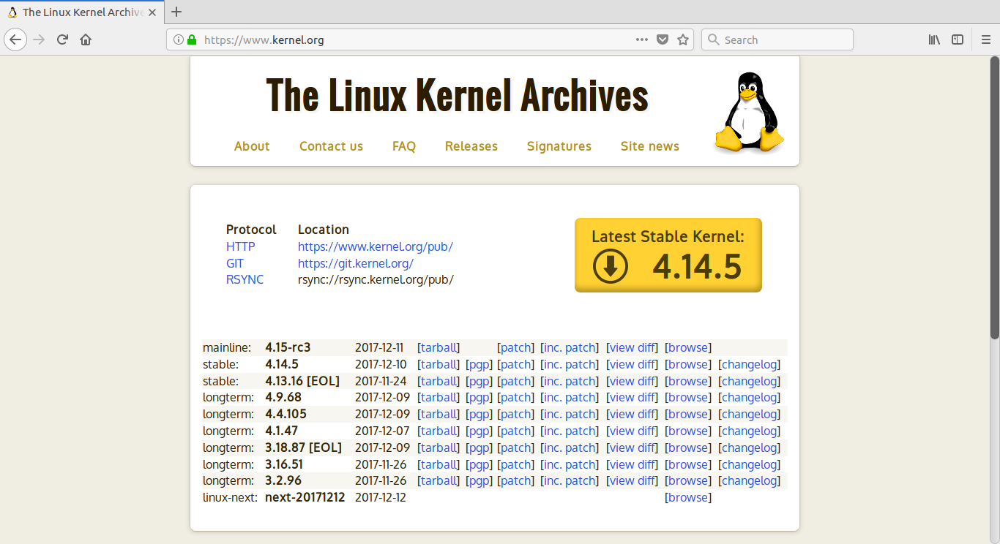 The Linux Kernel Archive
https://www.kernel.org
Search
The Linux Kernel Archives
About Contact us FAQ Releases Signatures Site news
Protocol Location
HTTP https://www.kernel.org/pub/
GIT https://git.kernel.org/
RSYNC rsync://rsync.kernel.org/pub/
Latest Stable Kernel:
4.14.5
mainline: 4.15-rc3 2017-12-11 [tarball] [patch] [inc. patch] [view diff] [browse]
stable: 4.14.5 2017-12-10 [tarball] [pgp] [patch] [inc. patch] [view diff] [browse] [changelog]
stable: 4.13.16 [EOL] 2017-11-24 [tarball] [pgp] [patch] [inc. patch] [view diff] [browse] [changelog]
longterm: 4.9.68 2017-12-09 [tarball] [pgp] [patch] [inc. patch] [view diff] [browse] [changelog]
longterm: 4.4.105 2017-12-09 [tarball] [pgp] [patch] [inc. patch] [view diff] [browse] [changelog]
longterm: 4.1.47 2017-12-07 [tarball] [pgp] [patch] [inc. patch] [view diff] [browse] [changelog]
longterm: 3.18.87 [EOL] 2017-12-09 [tarball] [pgp] [patch] [inc. patch] [view diff] [browse] [changelog]
longterm: 3.16.51 2017-11-26 [tarball] [pgp] [patch] [inc. patch] [view diff] [browse] [changelog]
longterm: 3.2.96 2017-11-26 [tarball] [pgp] [patch] [inc. patch] [view diff] [browse] [changelog]
linux-next: next-20171212 2017-12-12 [browse]